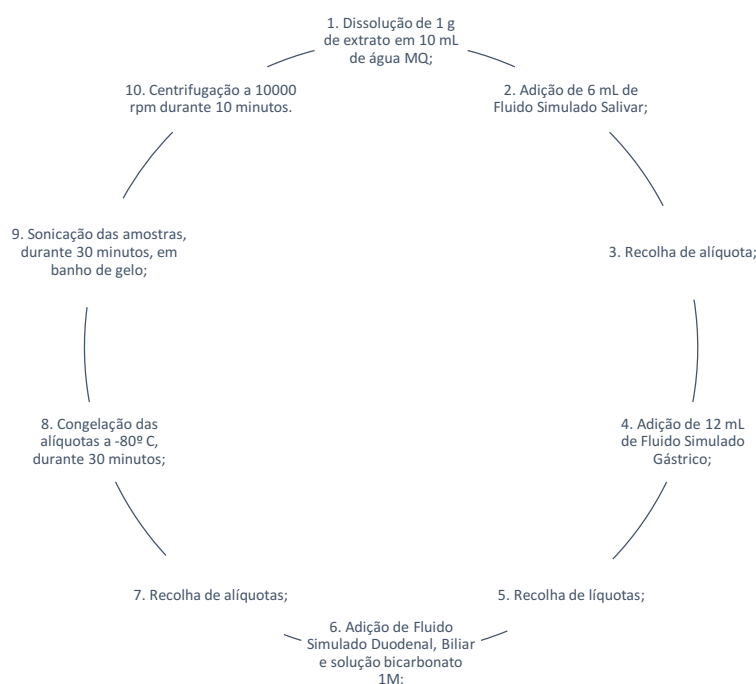 1. Dissolução de 1 g
de extrato em 10 mL
de água MQ;
2. Adição de 6 mL de
Fluido Simulado Salivar;
3. Recolha de alíquota;
4. Adição de 12 mL
de Fluido Simulado
Gástrico;
5. Recolha de líquotas;
6. Adição de Fluido
Simulado Duodenal, Biliar
e solução bicarbonato
1M:
7. Recolha de alíquotas;
8. Congelação das
alíquotas a -80º C,
durante 30 minutos;
9. Sonicação das amostras,
durante 30 minutos, em
banho de gelo;
10. Centrifugação a 10000
rpm durante 10 minutos.